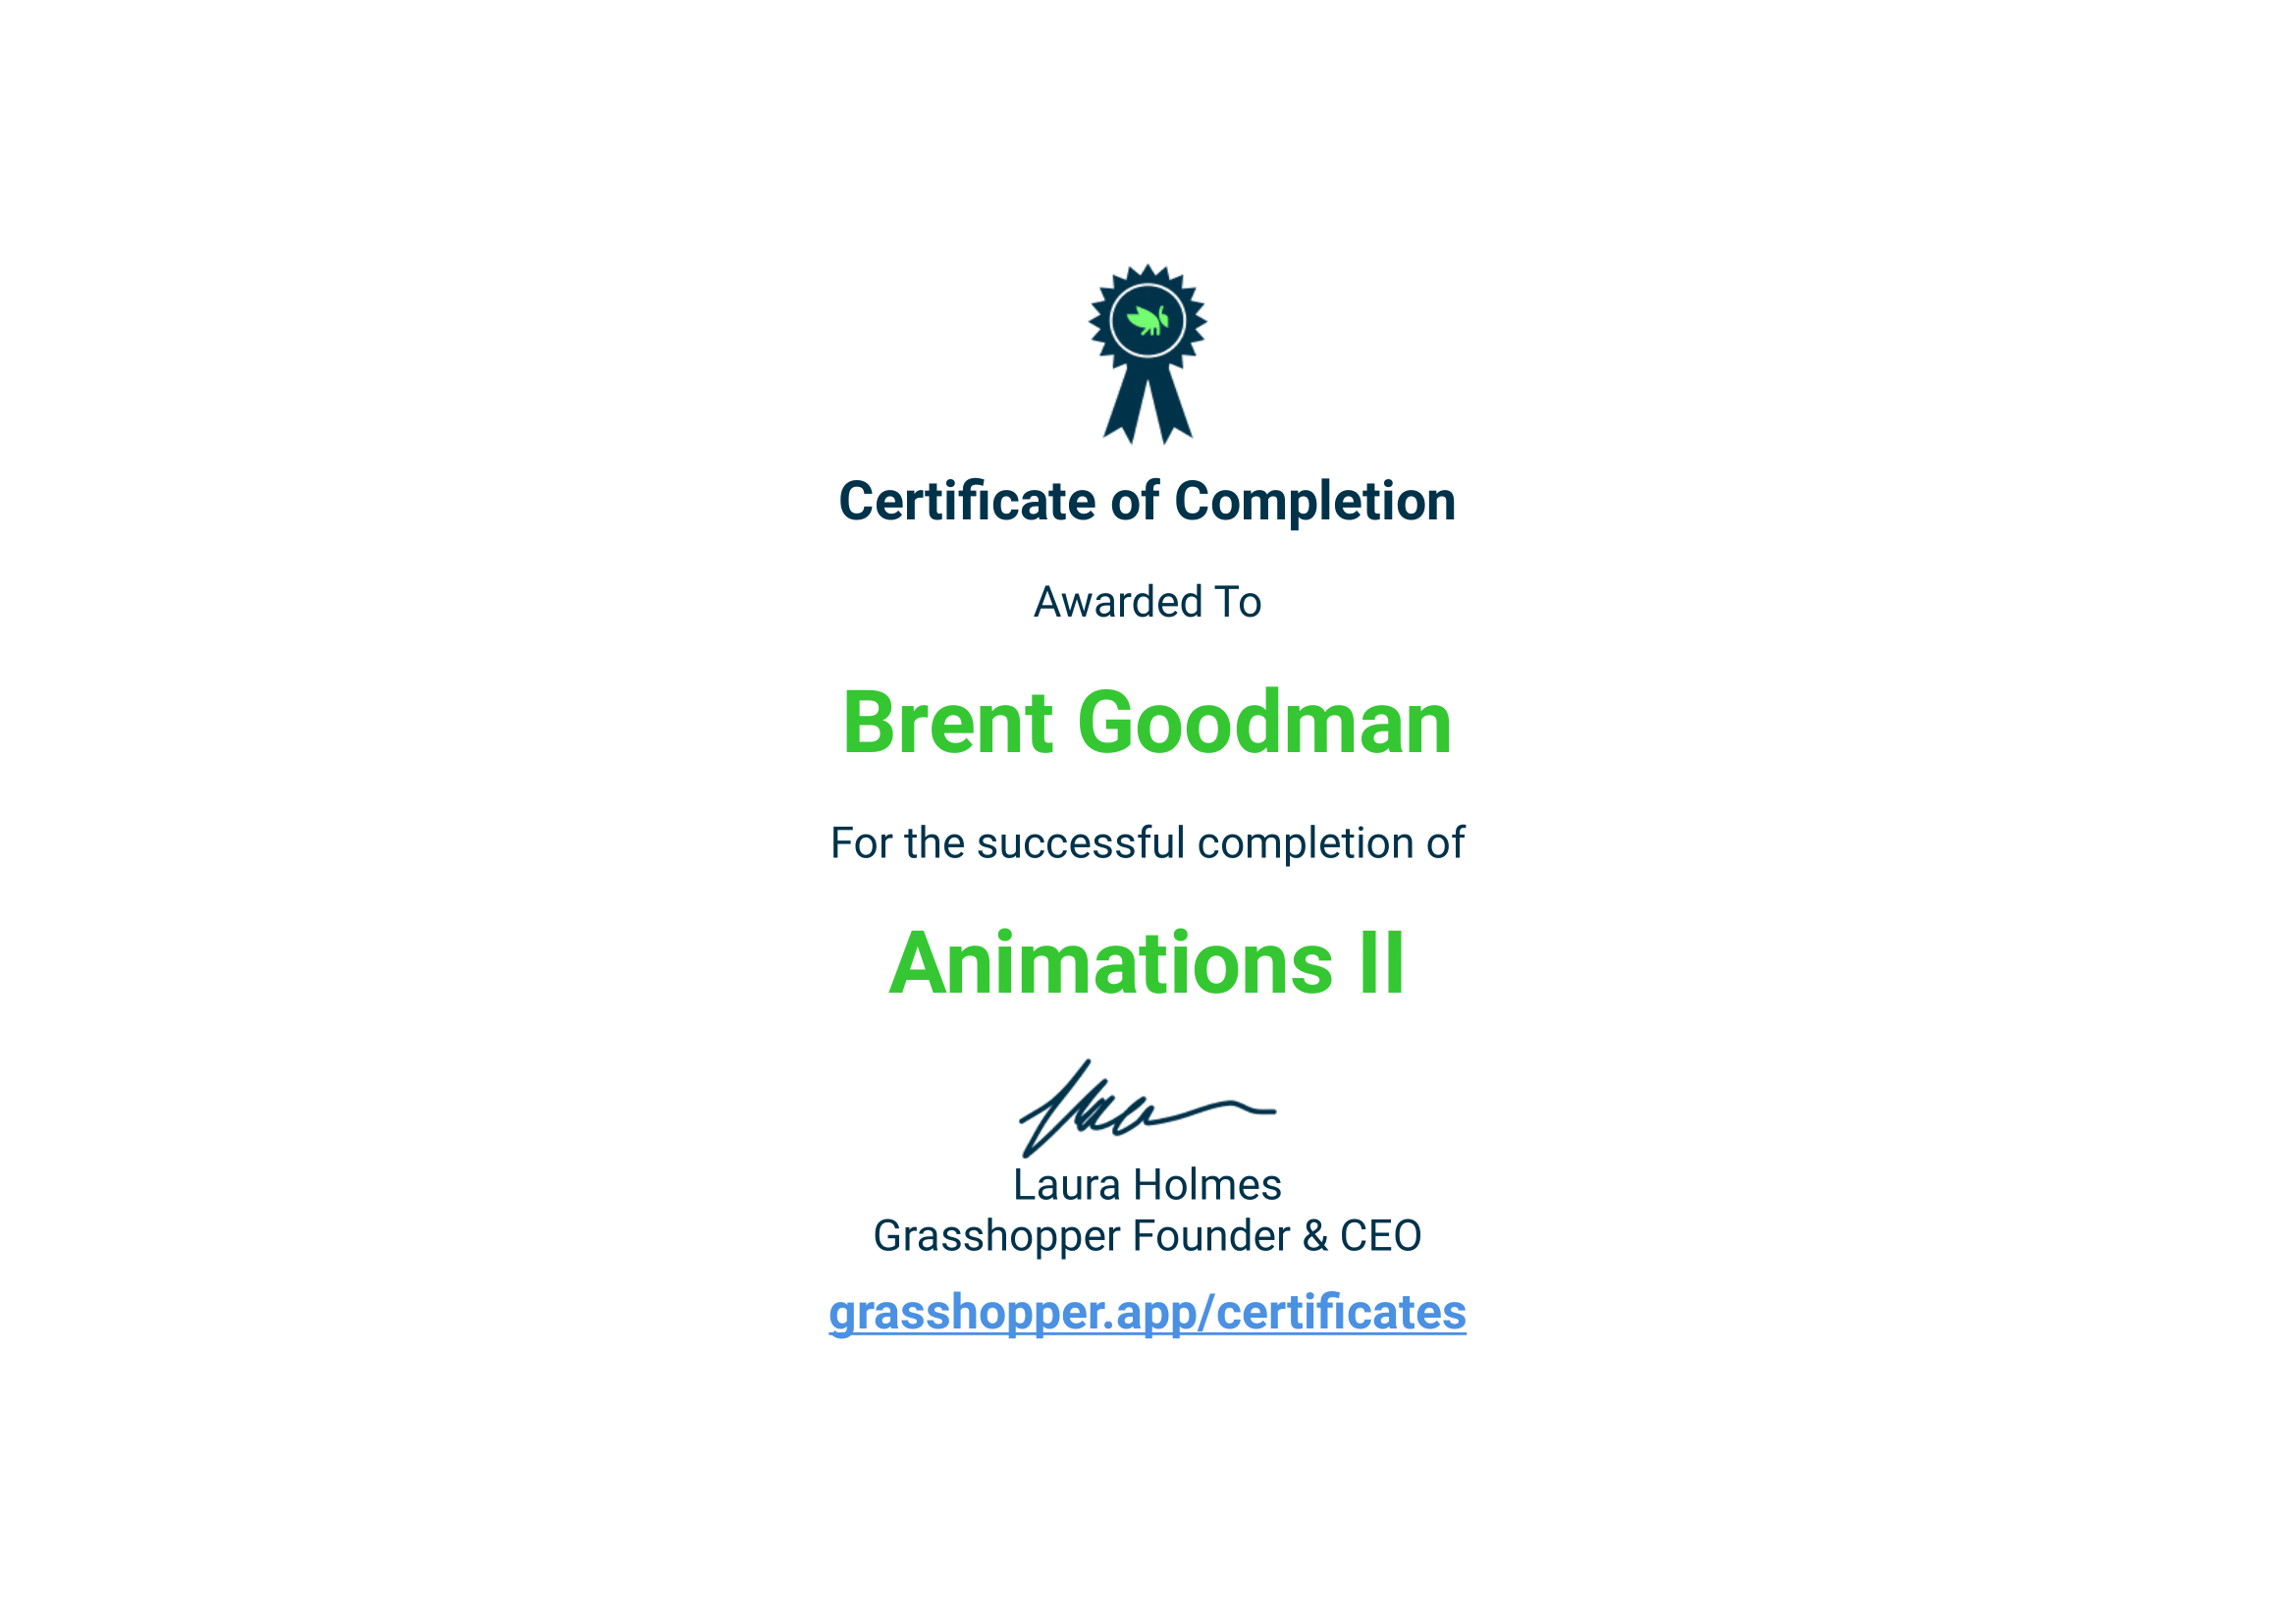 Certificate of Completion
Awarded To
Brent Goodman
For the successful completion of
Animations II
Laura Holmes
Grasshopper Founder & CEO
grasshopper.app/certificates